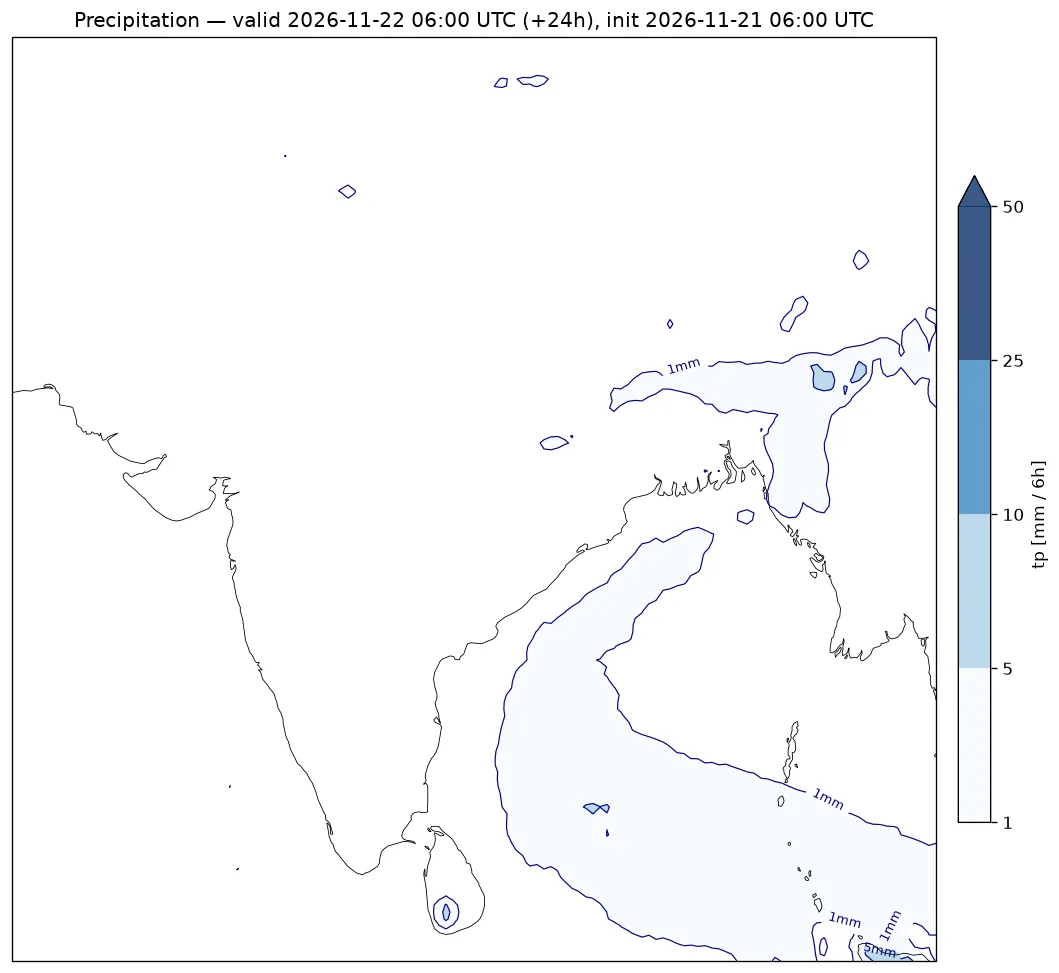 Precipitation — valid 2026-11-22 06:00 UTC (+24h), init 2026-11-21 06:00 UTC
50
25
10
5
1
tp [mm / 6h]
1mm
1mm
1mm
1mm
5mm